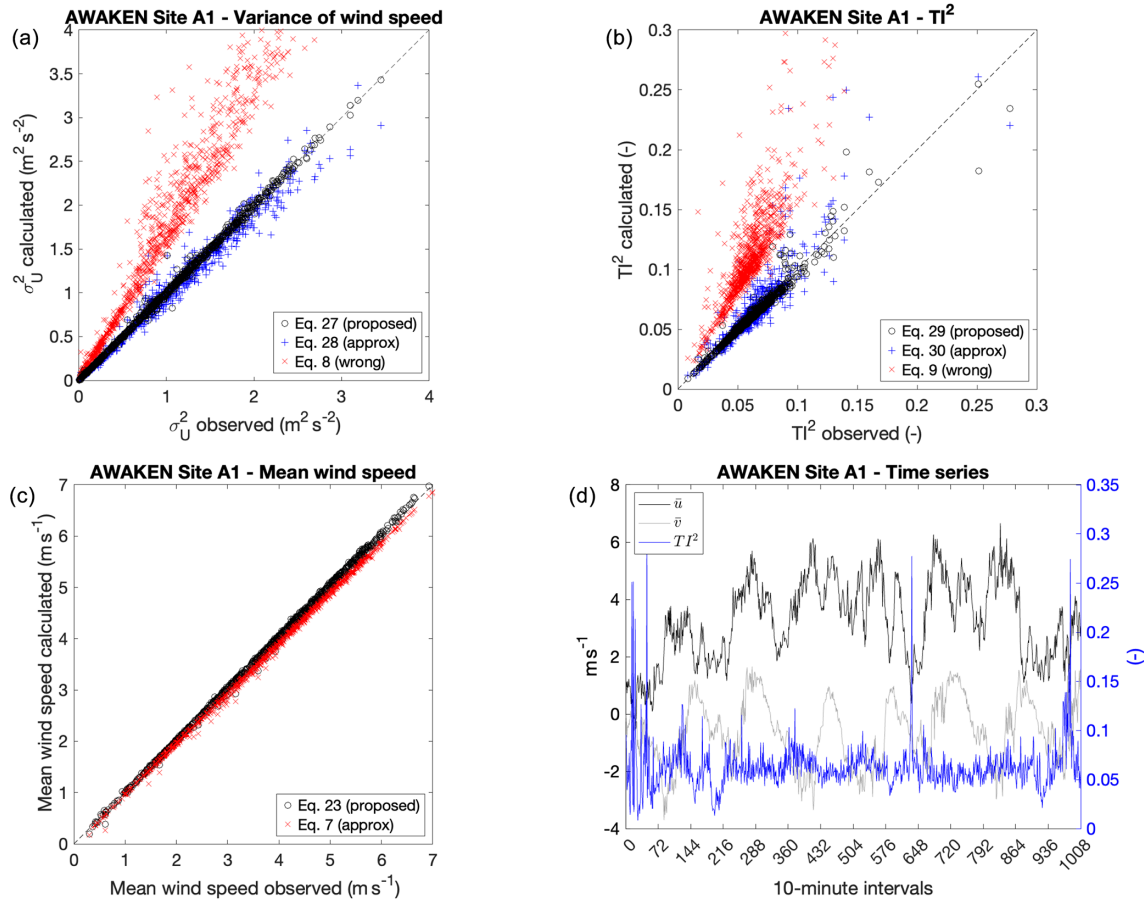 (a)
AWAKEN Site A1 - Variance of wind speed
4
3.5
3
2.5
2
1.5
1
0.5
0
0
1
2
3
4
σ²U calculated (m² s⁻²)
σ²U observed (m² s⁻²)
Eq. 27 (proposed)
Eq. 28 (approx)
Eq. 8 (wrong)
(b)
AWAKEN Site A1 - TI²
0.3
0.25
0.2
0.15
0.1
0.05
0
0
0.05
0.1
0.15
0.2
0.25
0.3
TI² calculated (-)
TI² observed (-)
Eq. 29 (proposed)
Eq. 30 (approx)
Eq. 9 (wrong)
(c)
AWAKEN Site A1 - Mean wind speed
7
6
5
4
3
2
1
0
0
1
2
3
4
5
6
7
Mean wind speed calculated (m s⁻¹)
Mean wind speed observed (m s⁻¹)
Eq. 23 (proposed)
Eq. 7 (approx)
(d)
AWAKEN Site A1 - Time series
8
6
4
2
0
-2
-4
m s⁻¹
ū
v̄
TI²
0.35
0.3
0.25
0.2
0.15
0.1
0.05
0
(-)
0
72
144
216
288
360
432
504
576
648
720
792
864
936
1008
10-minute intervals